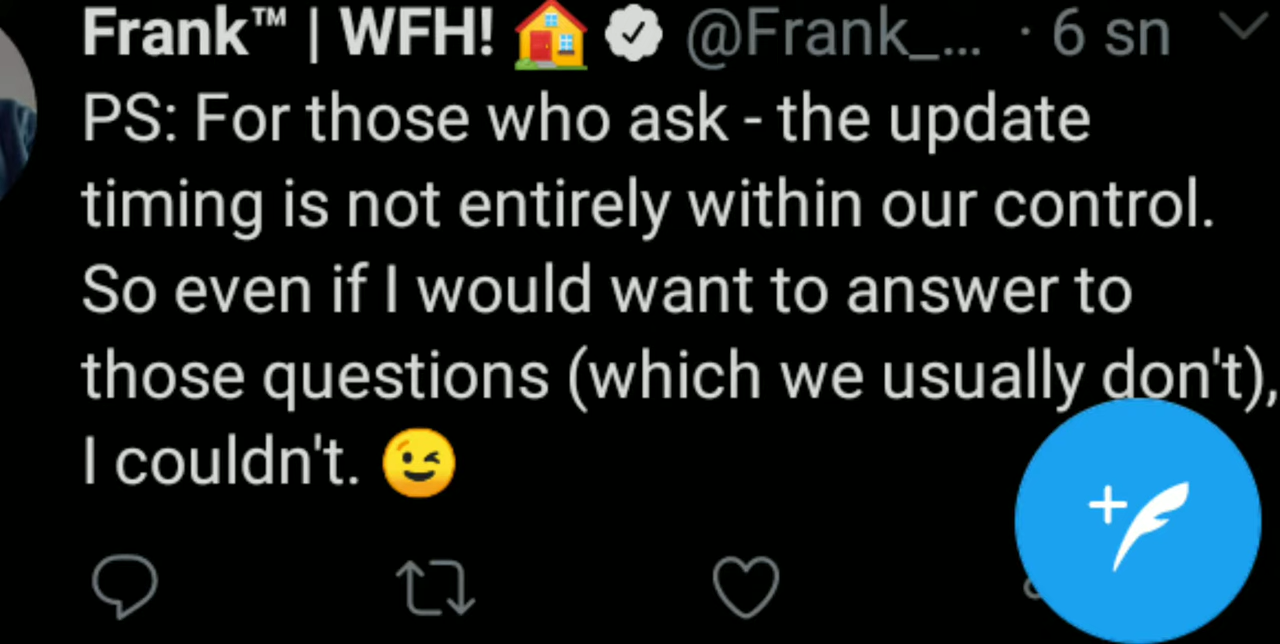 Frank™ | WFH! 🏠 @Frank_... · 6 sn
PS: For those who ask - the update
timing is not entirely within our control.
So even if I would want to answer to
those questions (which we usually don't),
I couldn't. 😉